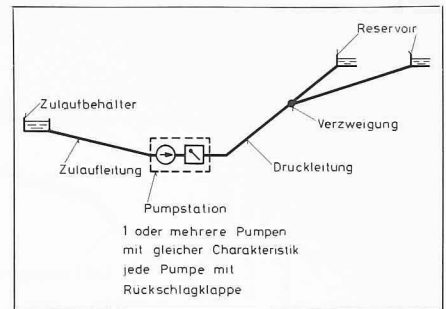 Reservoir
Zulaufbehälter
Verzweigung
Zulaufleitung
Druckleitung
Pumpstation
1 oder mehrere Pumpen
mit gleicher Charakteristik
jede Pumpe mit
Rückschlagklappe